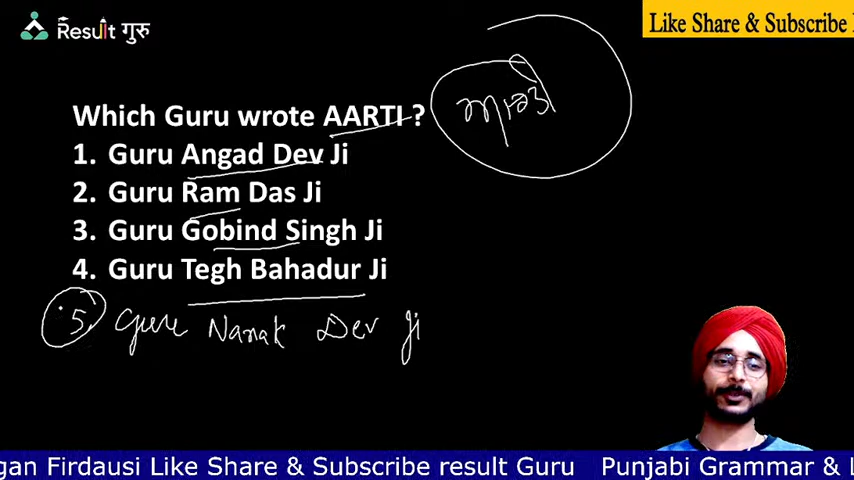 Result गुरु
Like Share & Subscribe
Which Guru wrote AARTI ?
ਆਰਤੀ
1. Guru Angad Dev Ji
2. Guru Ram Das Ji
3. Guru Gobind Singh Ji
4. Guru Tegh Bahadur Ji
5. Guru Nanak Dev Ji
gan Firdausi Like Share & Subscribe result Guru Punjabi Grammar &